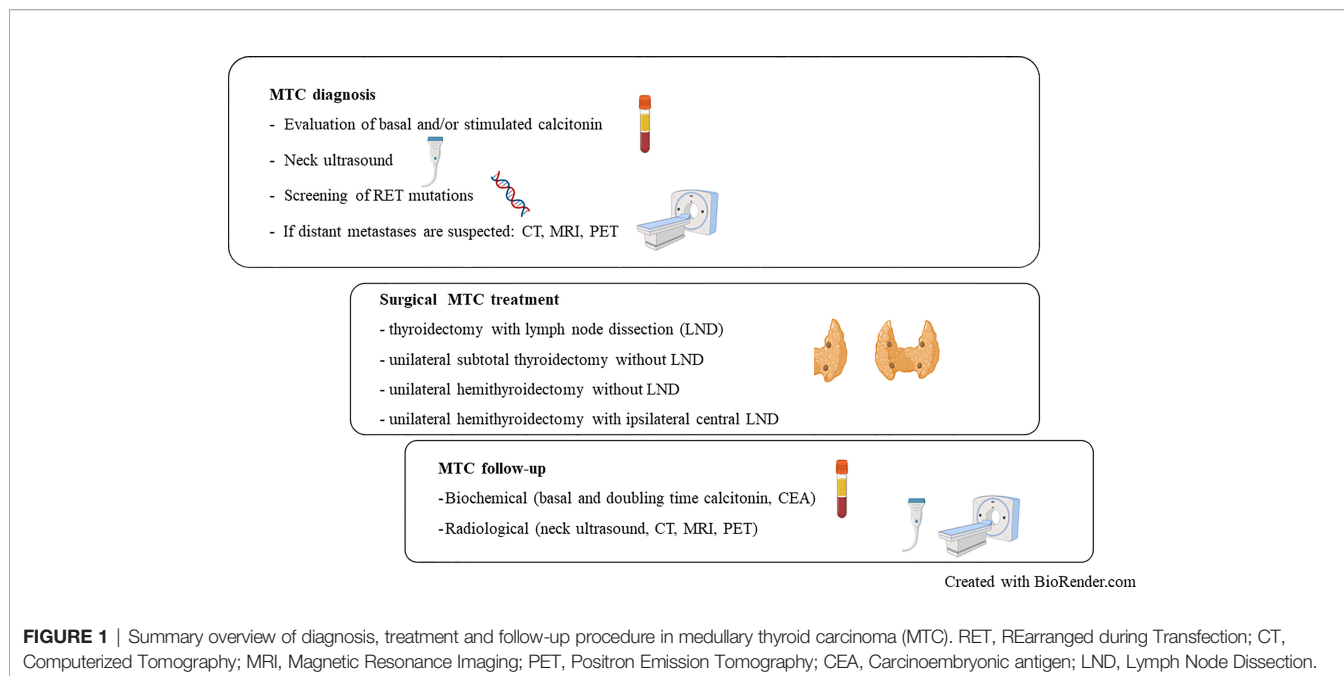 MTC diagnosis
- Evaluation of basal and/or stimulated calcitonin
- Neck ultrasound
- Screening of RET mutations
- If distant metastases are suspected: CT, MRI, PET
Surgical MTC treatment
- thyroidectomy with lymph node dissection (LND)
- unilateral subtotal thyroidectomy without LND
- unilateral hemithyroidectomy without LND
- unilateral hemithyroidectomy with ipsilateral central LND
MTC follow-up
-Biochemical (basal and doubling time calcitonin, CEA)
-Radiological (neck ultrasound, CT, MRI, PET)
Created with BioRender.com
FIGURE 1 | Summary overview of diagnosis, treatment and follow-up procedure in medullary thyroid carcinoma (MTC). RET, REarranged during Transfection; CT,
Computerized Tomography; MRI, Magnetic Resonance Imaging; PET, Positron Emission Tomography; CEA, Carcinoembryonic antigen; LND, Lymph Node Dissection.